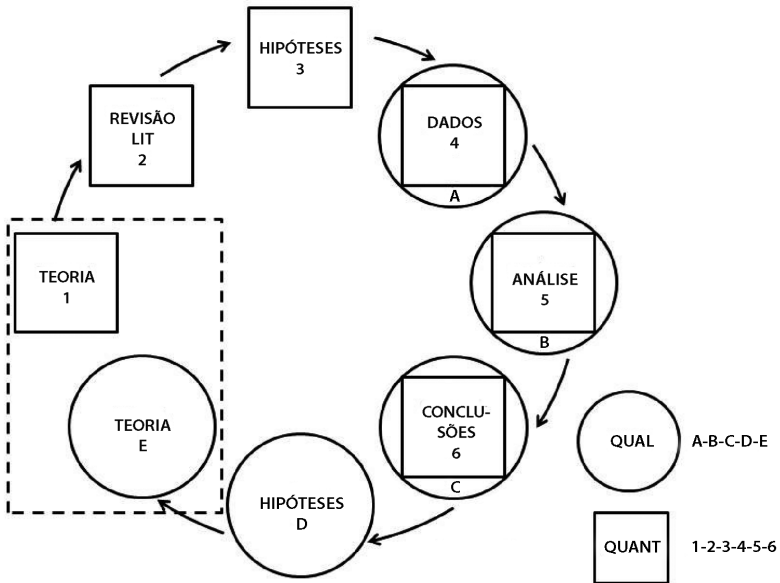 HIPÓTESES
3
REVISÃO
LIT
2
DADOS
4
A
TEORIA
1
ANÁLISE
5
B
TEORIA
E
CONCLU-
SÕES
6
C
HIPÓTESES
D
QUAL
A-B-C-D-E
QUANT
1-2-3-4-5-6